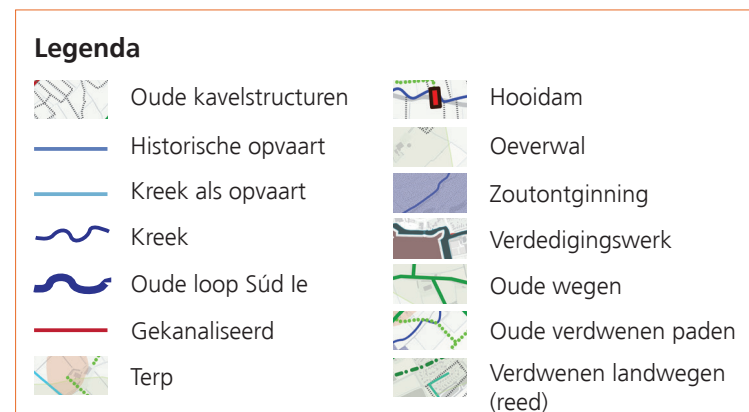 Legenda
Oude kavelstructuren
Historische opvaart
Kreek als opvaart
Kreek
Oude loop Súd Ie
Gekanaliseerd
Terp
Hooidam
Oeverwal
Zoutontginning
Verdedigingswerk
Oude wegen
Oude verdwenen paden
Verdwenen landwegen
(reed)